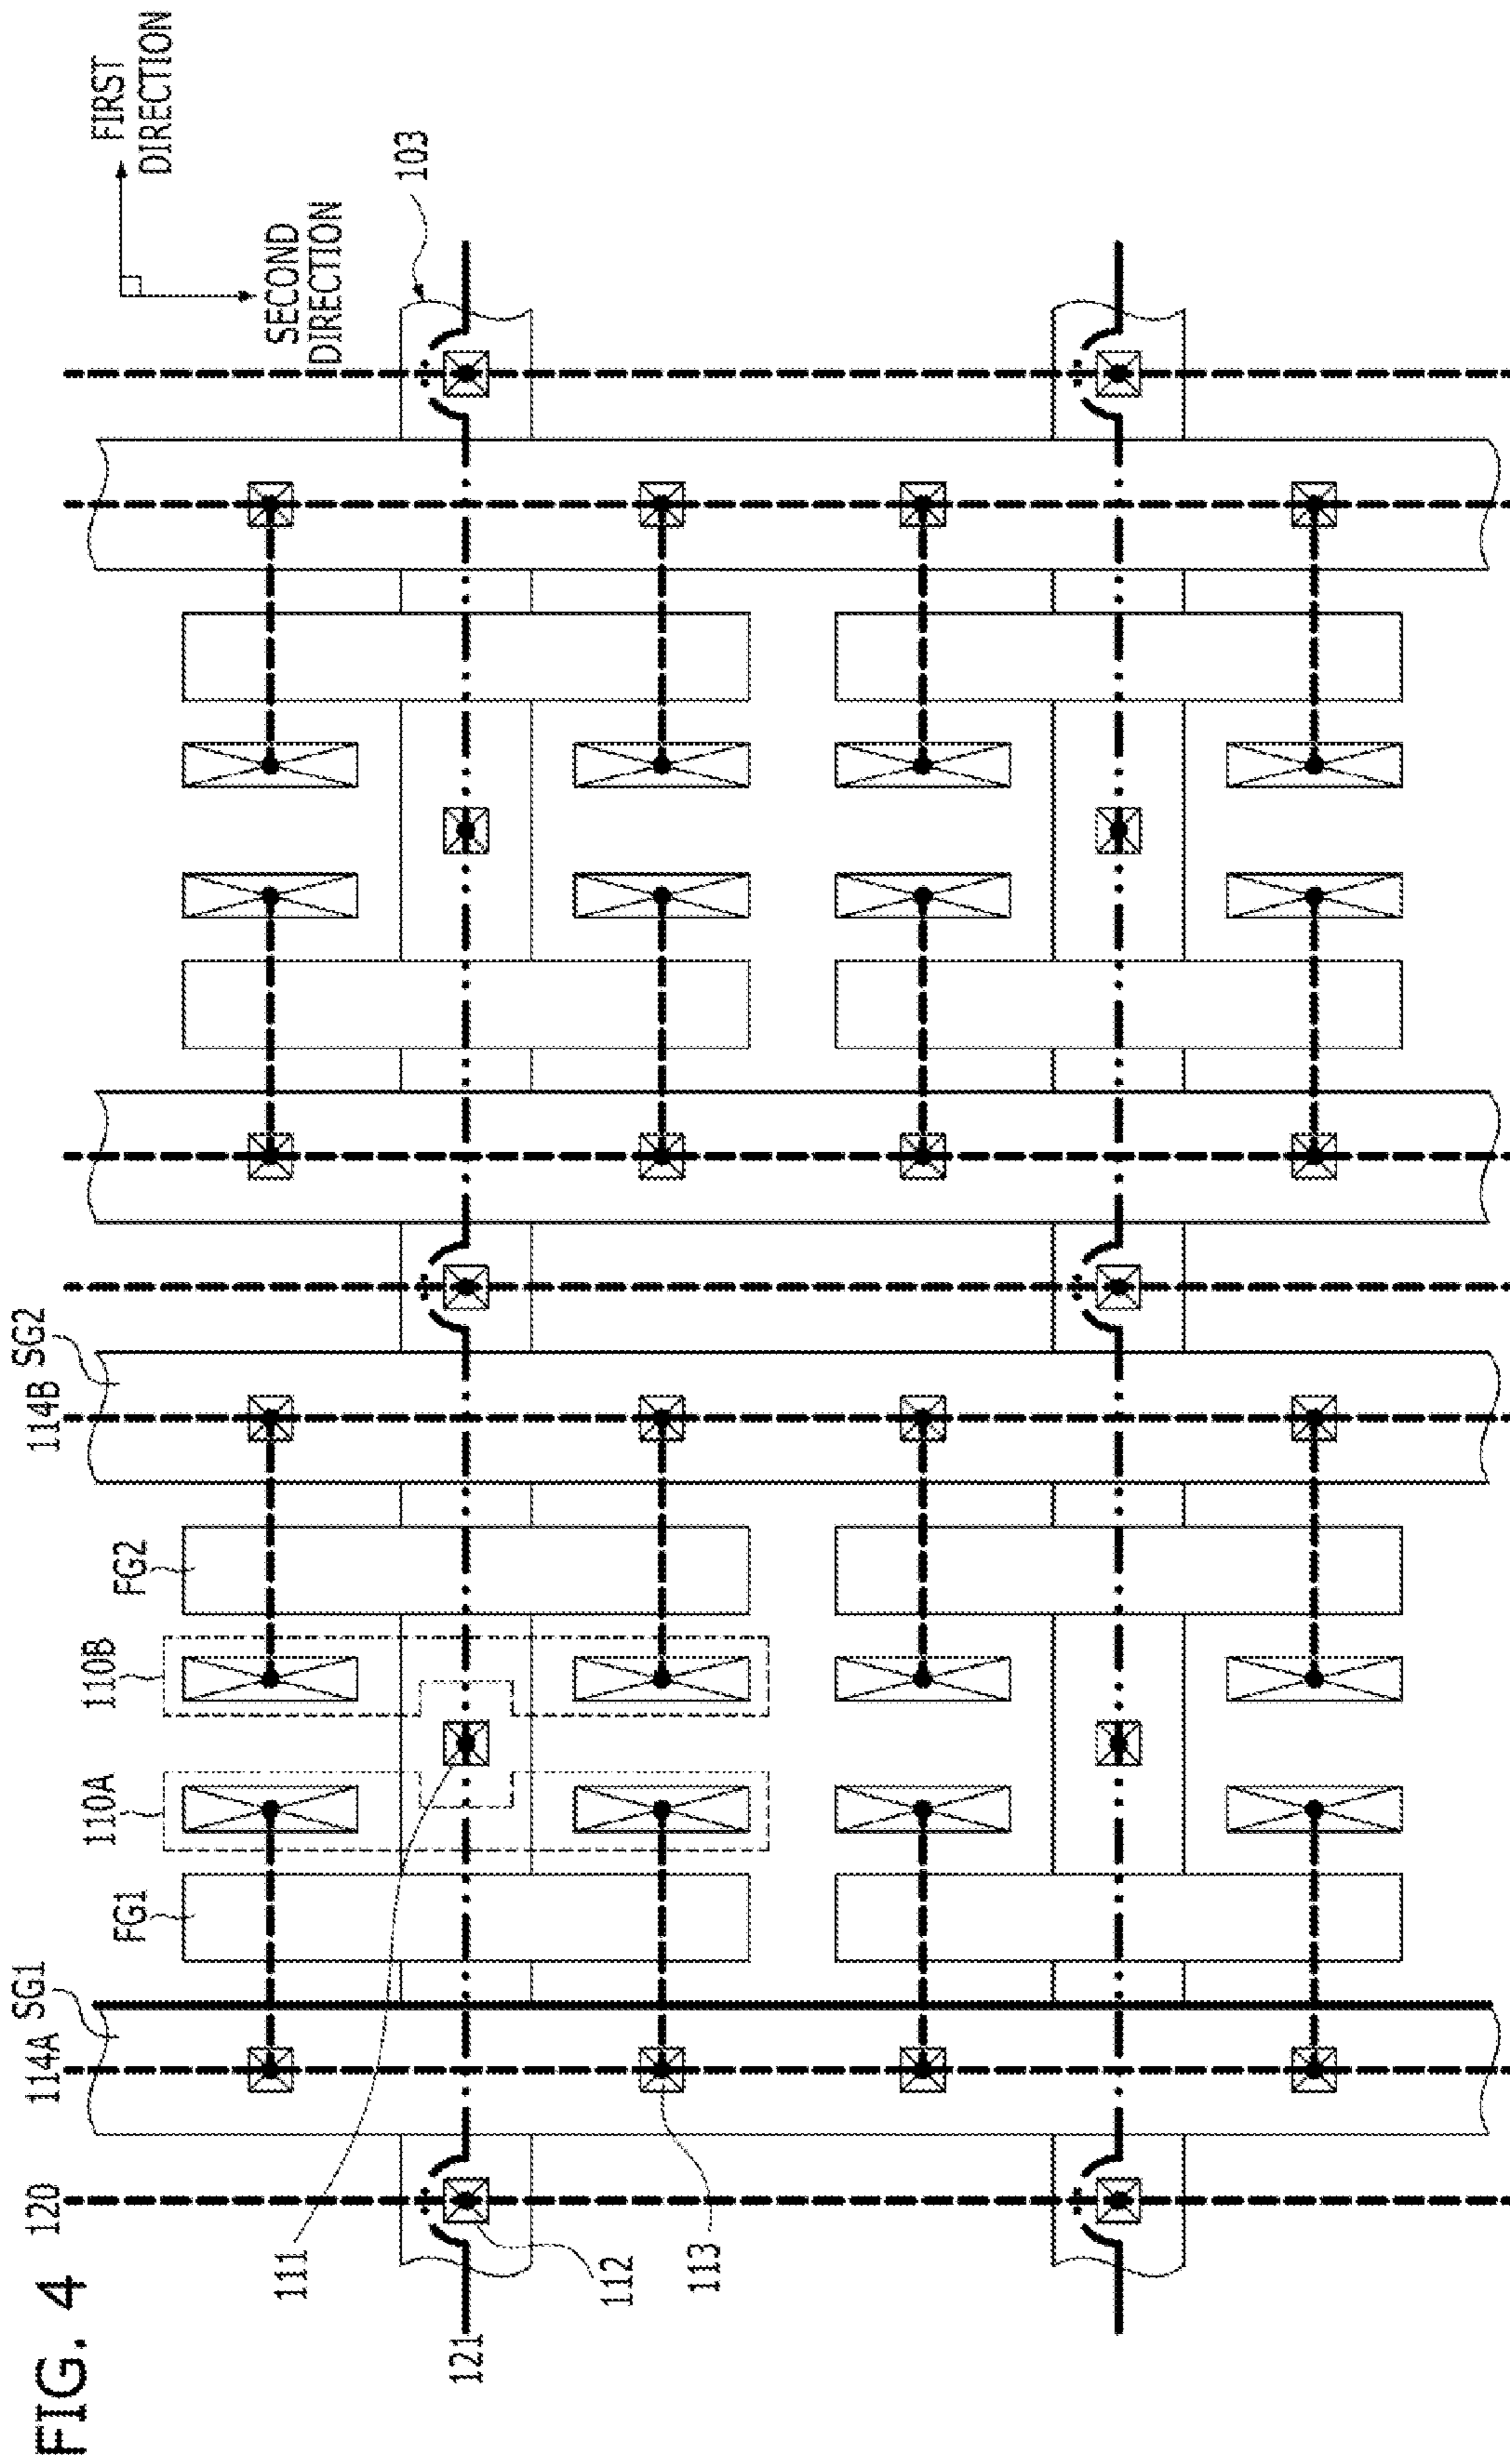 FIG. 4
120
114A
SG1
114B
SG2
FG1
110A
110B
FG2
FIRST
DIRECTION
SECOND
DIRECTION
103
121
111
112
113